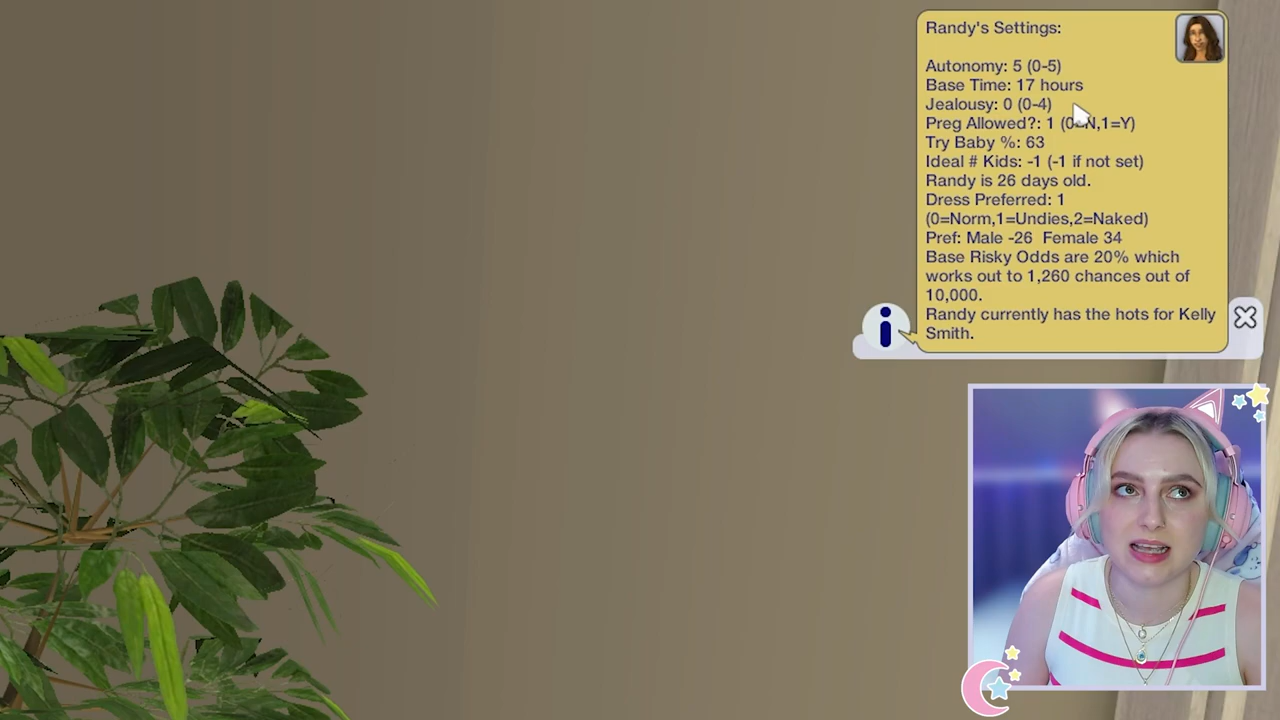 Randy's Settings:
Autonomy: 5 (0-5)
Base Time: 17 hours
Jealousy: 0 (0-4)
Preg Allowed?: 1 (0=N,1=Y)
Try Baby %: 63
Ideal # Kids: -1 (-1 if not set)
Randy is 26 days old.
Dress Preferred: 1
(0=Norm,1=Undies,2=Naked)
Pref: Male -26  Female 34
Base Risky Odds are 20% which
works out to 1,260 chances out of
10,000.
Randy currently has the hots for Kelly
Smith.